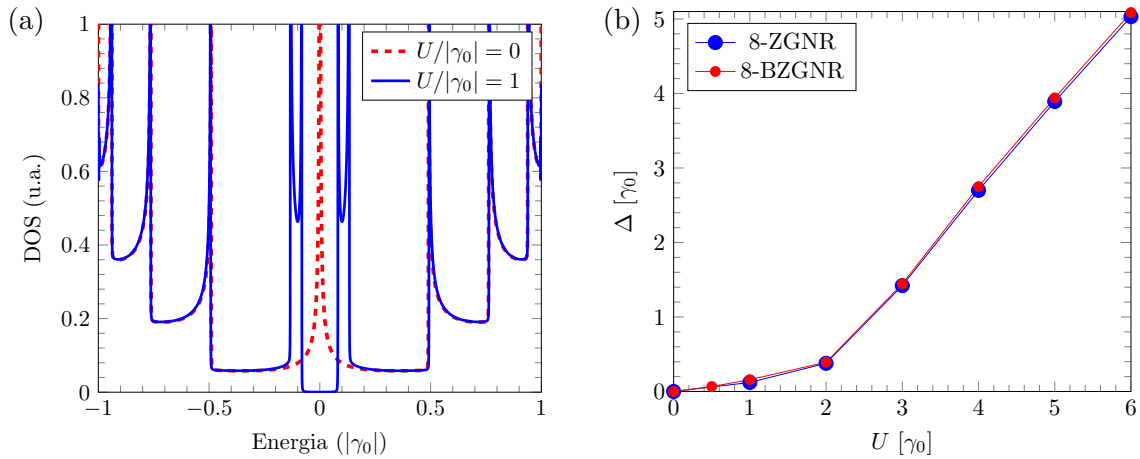 (a)
U/|γ₀| = 0
U/|γ₀| = 1
1
0.8
0.6
0.4
0.2
0
−1
−0.5
0
0.5
1
DOS (u.a.)
Energia (|γ₀|)
(b)
8-ZGNR
8-BZGNR
5
4
3
2
1
0
0
1
2
3
4
5
6
Δ [γ₀]
U [γ₀]